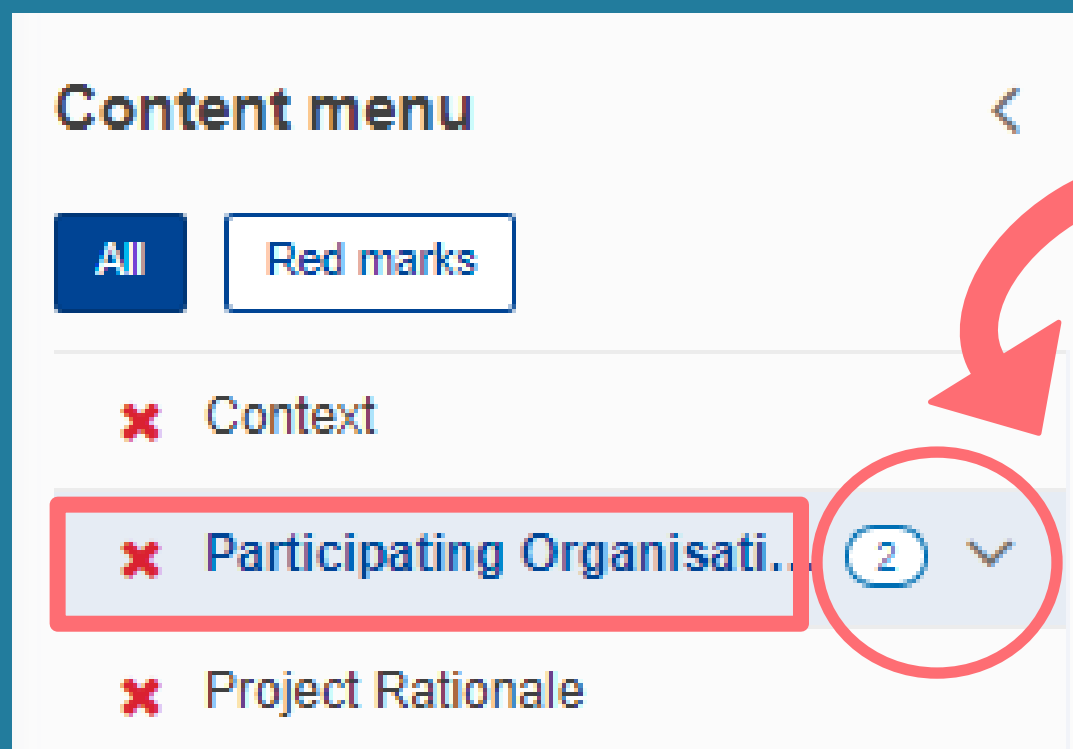 Content menu
All Red marks
Context
Participating Organisati... 2
Project Rationale